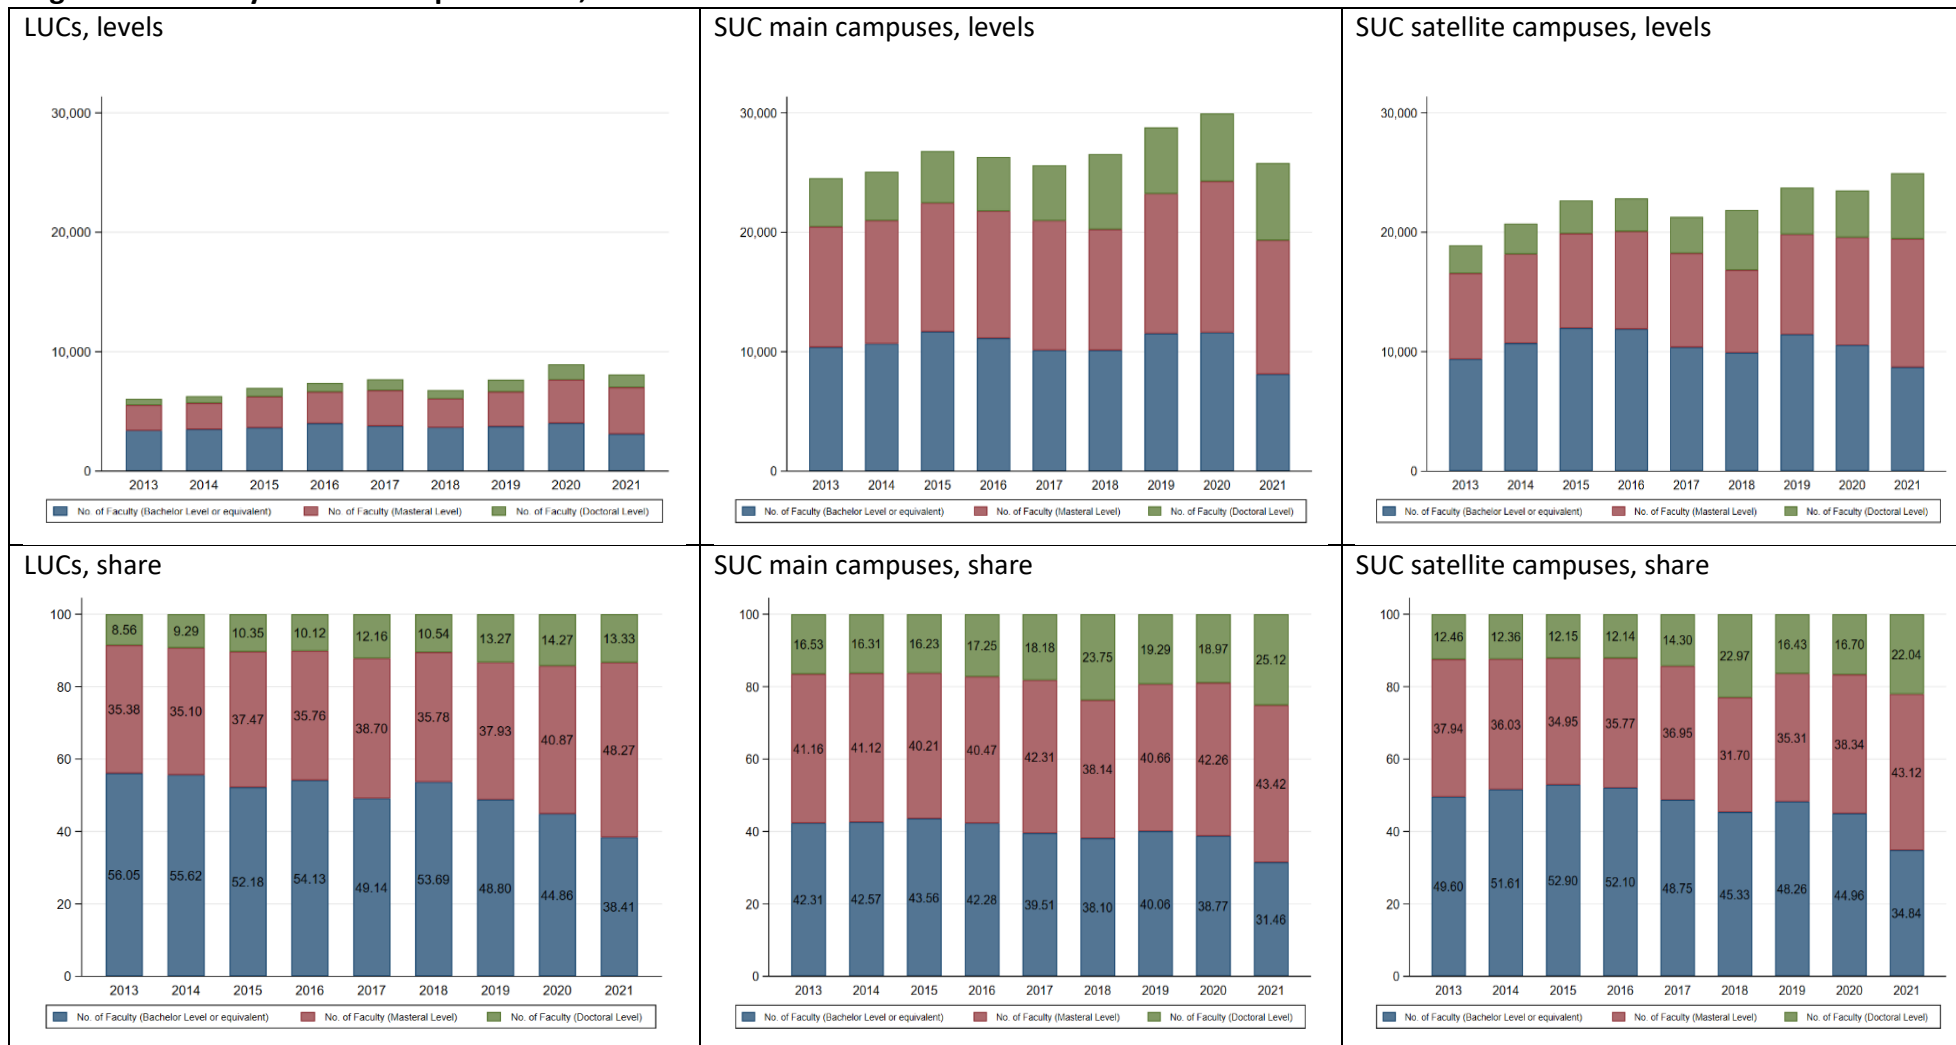 LUCs, levels
30,000
20,000
10,000
0
2013 2014 2015 2016 2017 2018 2019 2020 2021
No. of Faculty (Bachelor Level or equivalent) No. of Faculty (Masteral Level) No. of Faculty (Doctoral Level)
SUC main campuses, levels
30,000
20,000
10,000
0
2013 2014 2015 2016 2017 2018 2019 2020 2021
No. of Faculty (Bachelor Level or equivalent) No. of Faculty (Masteral Level) No. of Faculty (Doctoral Level)
SUC satellite campuses, levels
30,000
20,000
10,000
0
2013 2014 2015 2016 2017 2018 2019 2020 2021
No. of Faculty (Bachelor Level or equivalent) No. of Faculty (Masteral Level) No. of Faculty (Doctoral Level)
LUCs, share
100
80
60
40
20
0
8.56 9.29 10.35 10.12 12.16 10.54 13.27 14.27 13.33
35.38 35.10 37.47 35.76 38.70 35.78 37.93 40.87 48.27
56.05 55.62 52.18 54.13 49.14 53.69 48.80 44.86 38.41
2013 2014 2015 2016 2017 2018 2019 2020 2021
No. of Faculty (Bachelor Level or equivalent) No. of Faculty (Masteral Level) No. of Faculty (Doctoral Level)
SUC main campuses, share
100
80
60
40
20
0
16.53 16.31 16.23 17.25 18.18 23.75 19.29 18.97 25.12
41.16 41.12 40.21 40.47 42.31 38.14 40.66 42.26 43.42
42.31 42.57 43.56 42.28 39.51 38.10 40.06 38.77 31.46
2013 2014 2015 2016 2017 2018 2019 2020 2021
No. of Faculty (Bachelor Level or equivalent) No. of Faculty (Masteral Level) No. of Faculty (Doctoral Level)
SUC satellite campuses, share
100
80
60
40
20
0
12.46 12.36 12.15 12.14 14.30 22.97 16.43 16.70 22.04
37.94 36.03 34.95 35.77 36.95 31.70 35.31 38.34 43.12
49.60 51.61 52.90 52.10 48.75 45.33 48.26 44.96 34.84
2013 2014 2015 2016 2017 2018 2019 2020 2021
No. of Faculty (Bachelor Level or equivalent) No. of Faculty (Masteral Level) No. of Faculty (Doctoral Level)